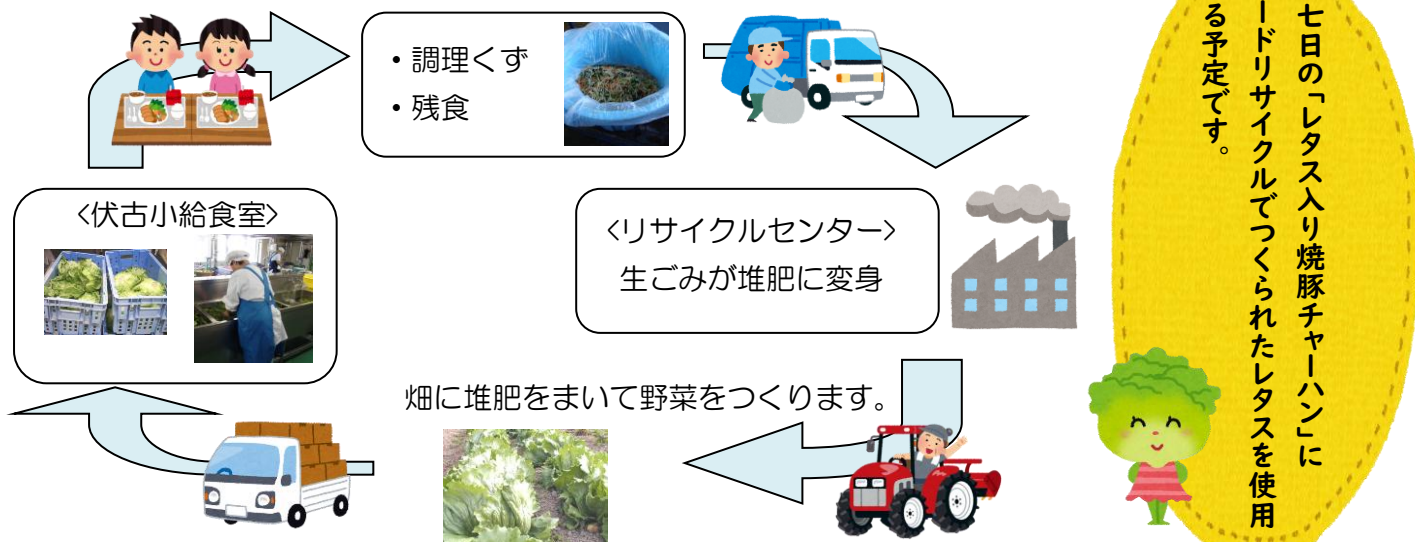 ・調理くず
・残食
<伏古小給食室>
<リサイクルセンター>
生ごみが堆肥に変身
畑に堆肥をまいて野菜をつくります。
七日の「レタス入り焼豚チャーハン」に
ードリサイクルでつくられたレタスを使用
る予定です。